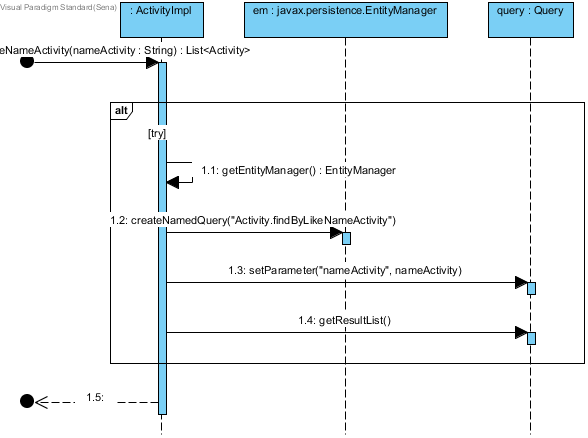 Visual Paradigm Standard(Sena)
: ActivityImpl
em : javax.persistence.EntityManager
query : Query
eNameActivity(nameActivity : String) : List<Activity>
alt
[try]
1.1: getEntityManager() : EntityManager
1.2: createNamedQuery("Activity.findByLikeNameActivity")
1.3: setParameter("nameActivity", nameActivity)
1.4: getResultList()
1.5: